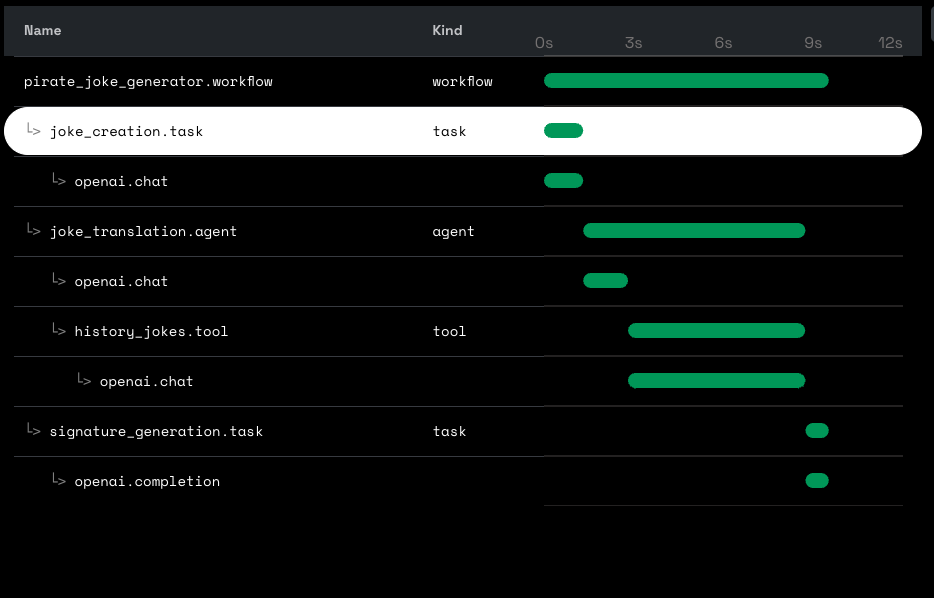 Name Kind 0s 3s 6s 9s 12s
pirate_joke_generator.workflow workflow
└> joke_creation.task task
└> openai.chat
└> joke_translation.agent agent
└> openai.chat
└> history_jokes.tool tool
└> openai.chat
└> signature_generation.task task
└> openai.completion